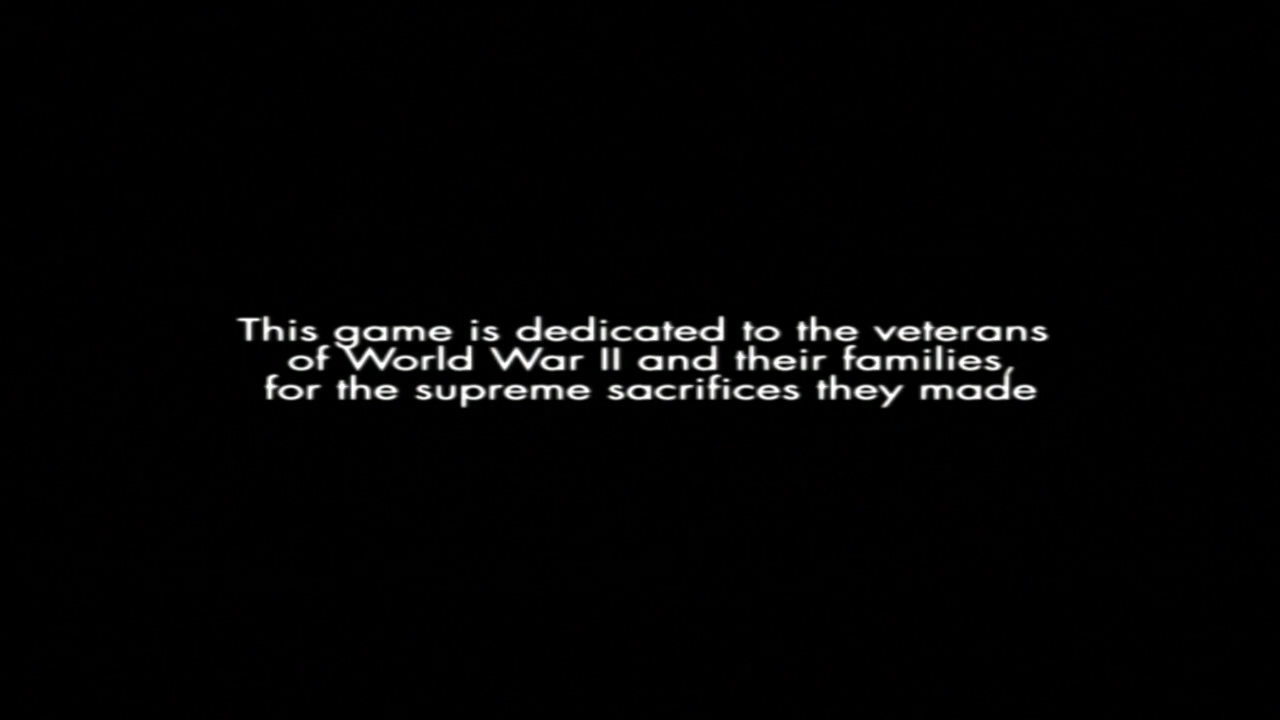 This game is dedicated to the veterans
of World War II and their families,
for the supreme sacrifices they made